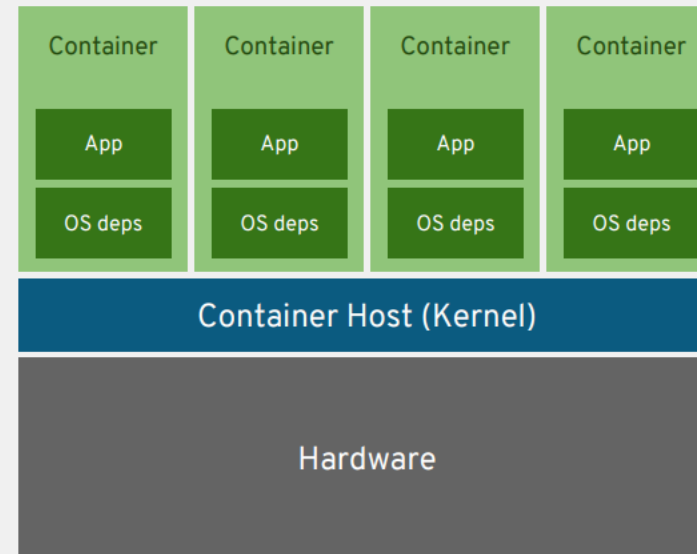 Container
Container
Container
Container
App
App
App
App
OS deps
OS deps
OS deps
OS deps
Container Host (Kernel)
Hardware